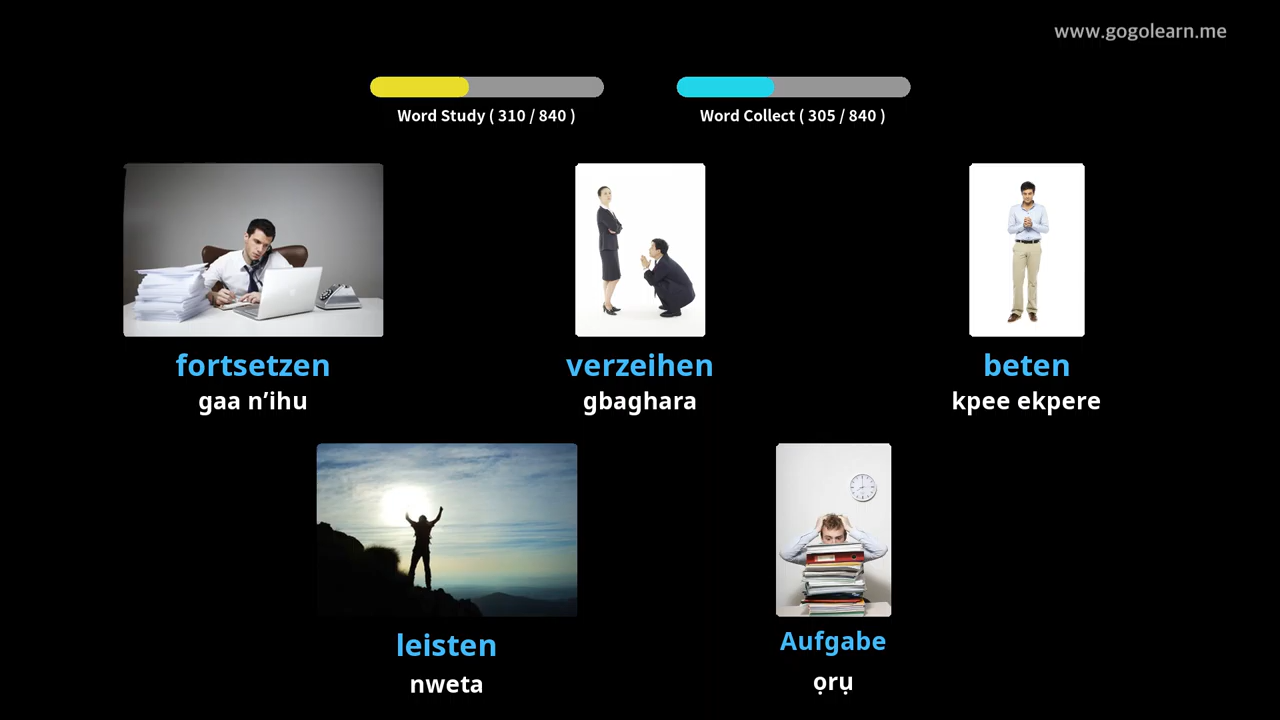 www.gogolearn.me
Word Study ( 310 / 840 )
Word Collect ( 305 / 840 )
fortsetzen
gaa n’ihu
verzeihen
gbaghara
beten
kpee ekpere
leisten
nweta
Aufgabe
ọrụ